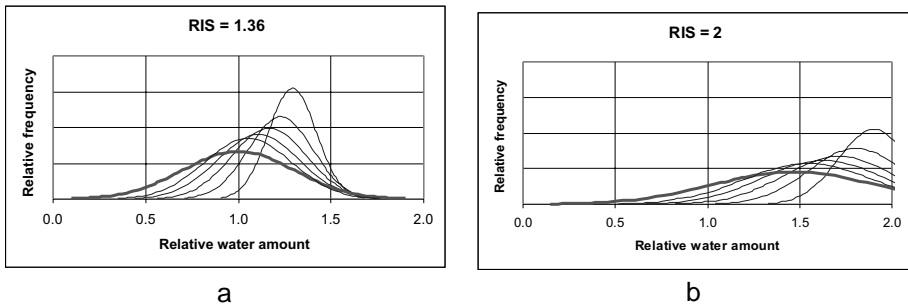 RIS = 1.36
Relative frequency
0.0 0.5 1.0 1.5 2.0
Relative water amount
a
RIS = 2
Relative frequency
0.0 0.5 1.0 1.5 2.0
Relative water amount
b